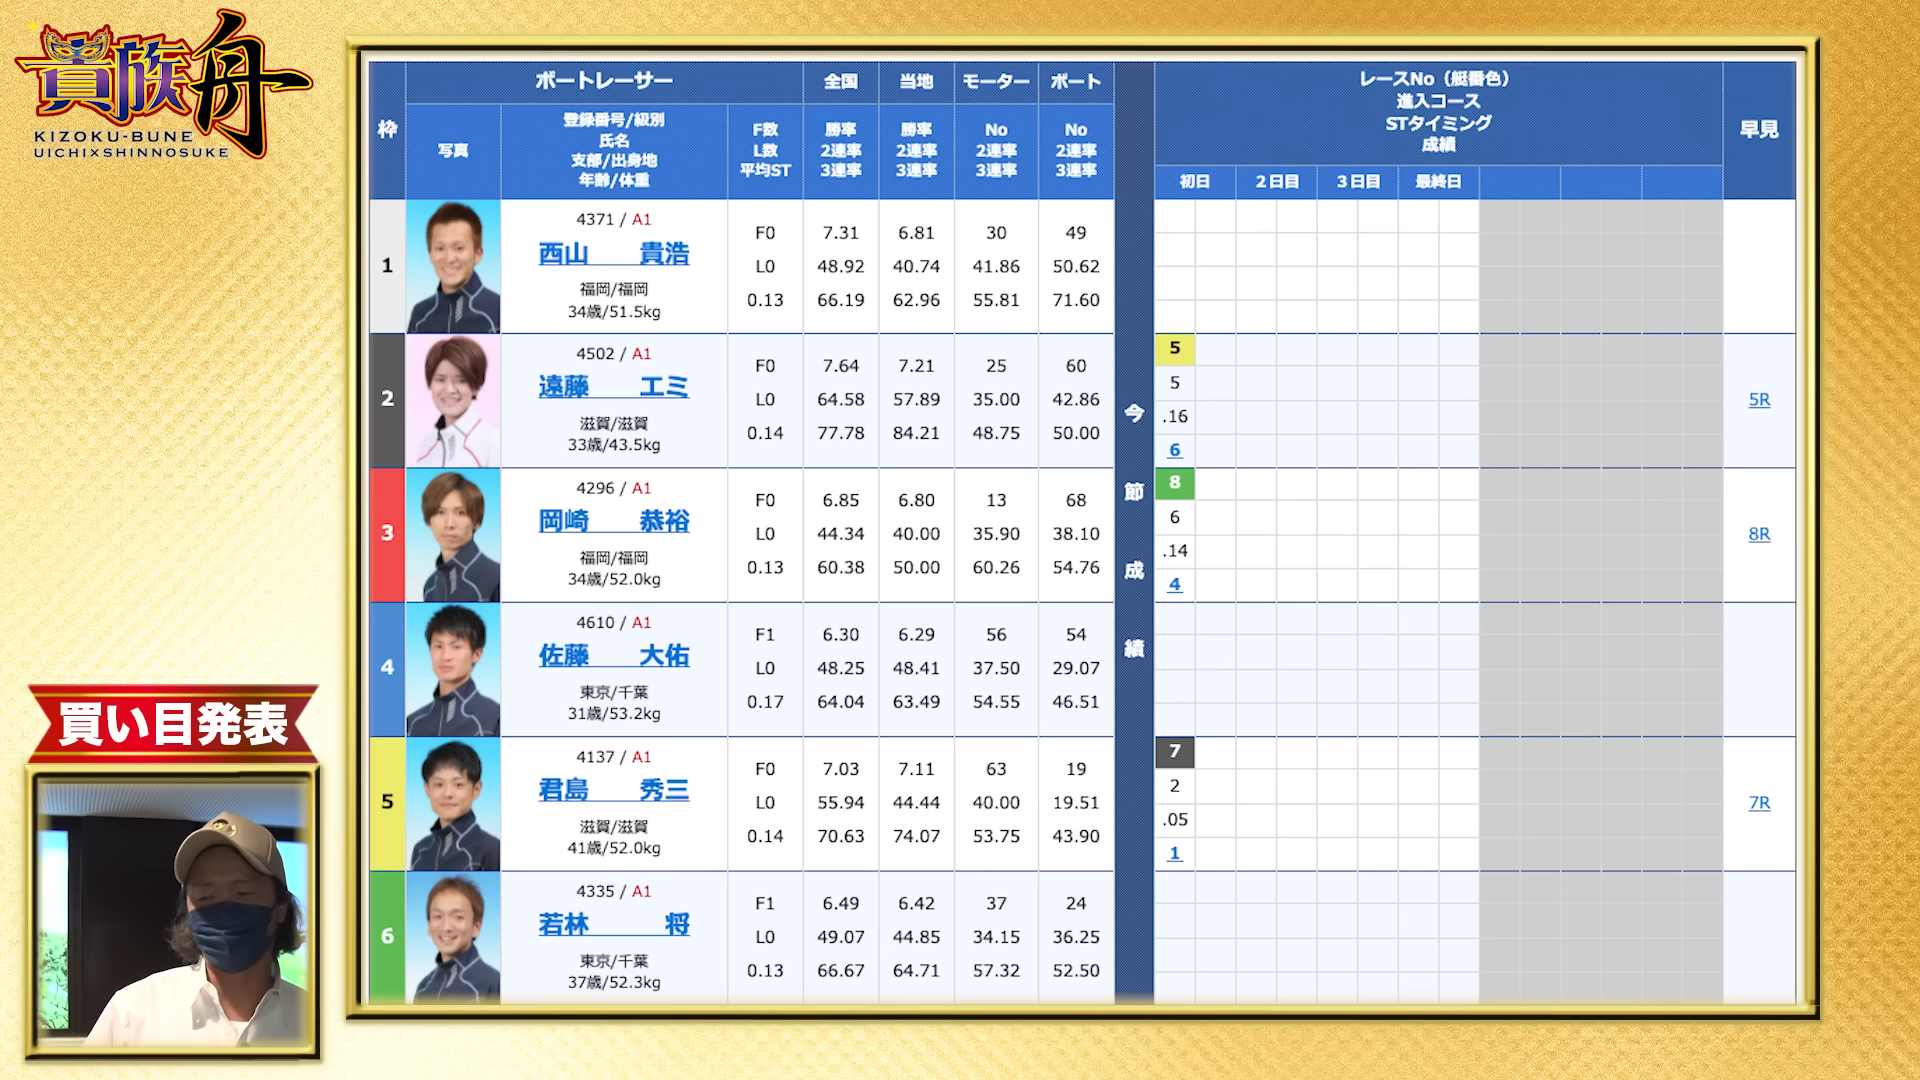 貴族舟
KIZOKU-BUNE
UICHI×SHINNOSUKE
買い目発表
枠 ボートレーサー 全国 当地 モーター ボート
写真
登録番号/級別
氏名
支部/出身地
年齢/体重
F数
L数
平均ST
勝率
2連率
3連率
勝率
2連率
3連率
No
2連率
3連率
No
2連率
3連率
今節成績
レースNo（艇番色）
進入コース
STタイミング
成績
早見
初日 2日目 3日目 最終日
1
4371 / A1
西山 貴浩
福岡/福岡
34歳/51.5kg
F0 7.31 6.81 30 49
L0 48.92 40.74 41.86 50.62
0.13 66.19 62.96 55.81 71.60
2
4502 / A1
遠藤 エミ
滋賀/滋賀
33歳/43.5kg
F0 7.64 7.21 25 60
L0 64.58 57.89 35.00 42.86
0.14 77.78 84.21 48.75 50.00
5
5
.16
6
5R
3
4296 / A1
岡崎 恭裕
福岡/福岡
34歳/52.0kg
F0 6.85 6.80 13 68
L0 44.34 40.00 35.90 38.10
0.13 60.38 50.00 60.26 54.76
8
6
.14
4
8R
4
4610 / A1
佐藤 大佑
東京/千葉
31歳/53.2kg
F1 6.30 6.29 56 54
L0 48.25 48.41 37.50 29.07
0.17 64.04 63.49 54.55 46.51
5
4137 / A1
君島 秀三
滋賀/滋賀
41歳/52.0kg
F0 7.03 7.11 63 19
L0 55.94 44.44 40.00 19.51
0.14 70.63 74.07 53.75 43.90
7
2
.05
1
7R
6
4335 / A1
若林 将
東京/千葉
37歳/52.3kg
F1 6.49 6.42 37 24
L0 49.07 44.85 34.15 36.25
0.13 66.67 64.71 57.32 52.50